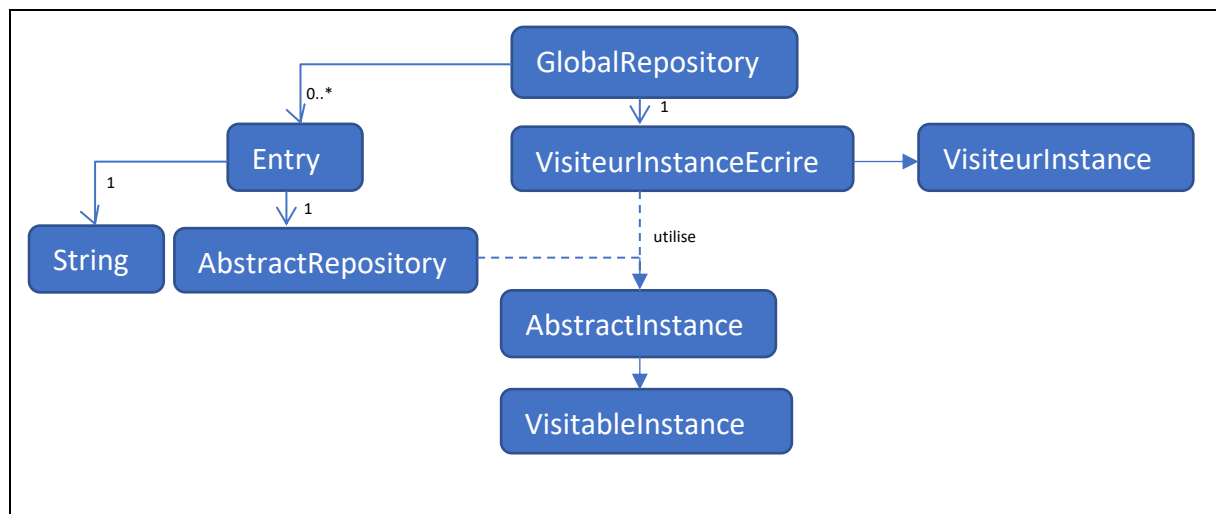 GlobalRepository
0..*
1
Entry
VisiteurInstanceEcrire
VisiteurInstance
1
1
String
AbstractRepository
utilise
AbstractInstance
VisitableInstance